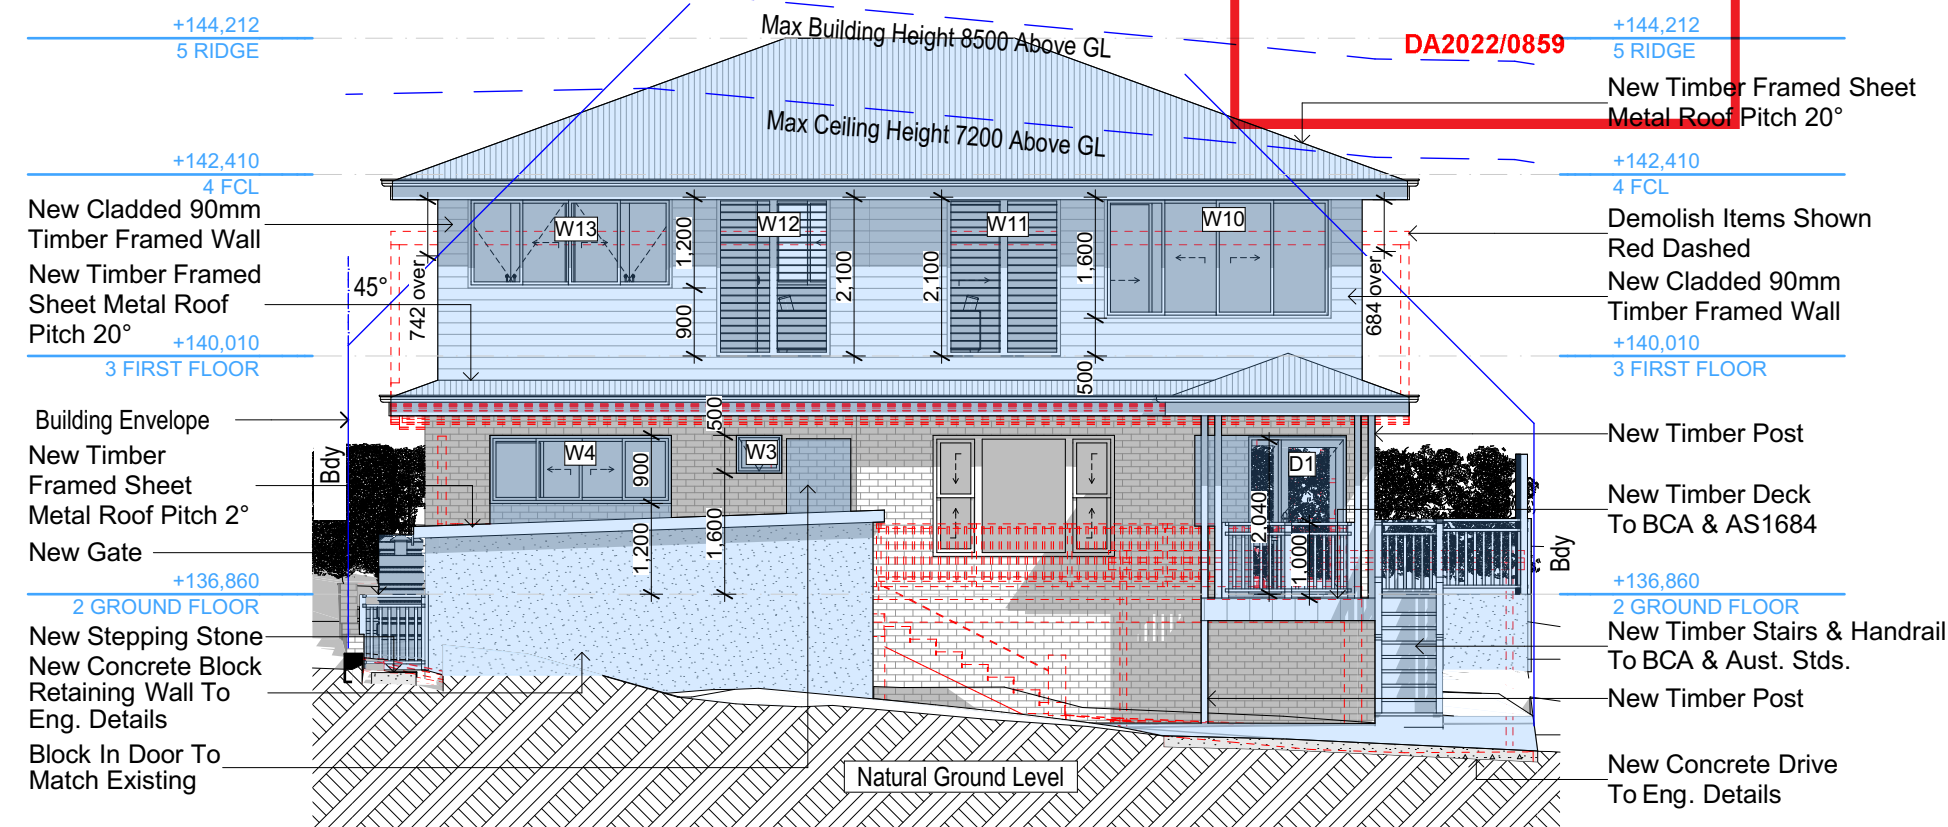 +144,212
5 RIDGE
Max Building Height 8500 Above GL
DA2022/0859
+144,212
5 RIDGE
New Timber Framed Sheet
Metal Roof Pitch 20°
Max Ceiling Height 7200 Above GL
+142,410
4 FCL
+142,410
4 FCL
New Cladded 90mm
Timber Framed Wall
W13
W12
W11
W10
Demolish Items Shown
Red Dashed
1,200
2,100
2,100
1,600
New Timber Framed
Sheet Metal Roof
Pitch 20°
45°
742 over
684 over
New Cladded 90mm
Timber Framed Wall
900
500
+140,010
3 FIRST FLOOR
+140,010
3 FIRST FLOOR
Building Envelope
500
New Timber Post
Bdy
New Timber
Framed Sheet
Metal Roof Pitch 2°
W4
W3
D1
900
1,200
1,600
2,040
1,000
New Timber Deck
To BCA & AS1684
Bdy
New Gate
+136,860
2 GROUND FLOOR
+136,860
2 GROUND FLOOR
New Stepping Stone
New Timber Stairs & Handrail
To BCA & Aust. Stds.
New Concrete Block
Retaining Wall To
Eng. Details
New Timber Post
Block In Door To
Match Existing
Natural Ground Level
New Concrete Drive
To Eng. Details